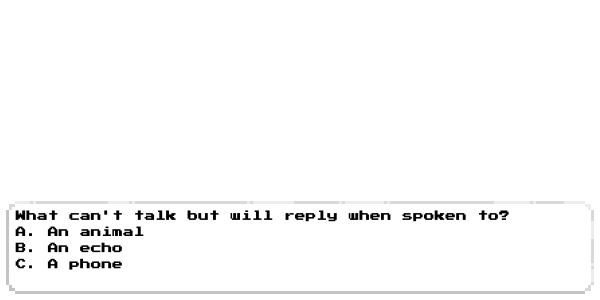 What can't talk but will reply when spoken to?
A. An animal
B. An echo
C. A phone